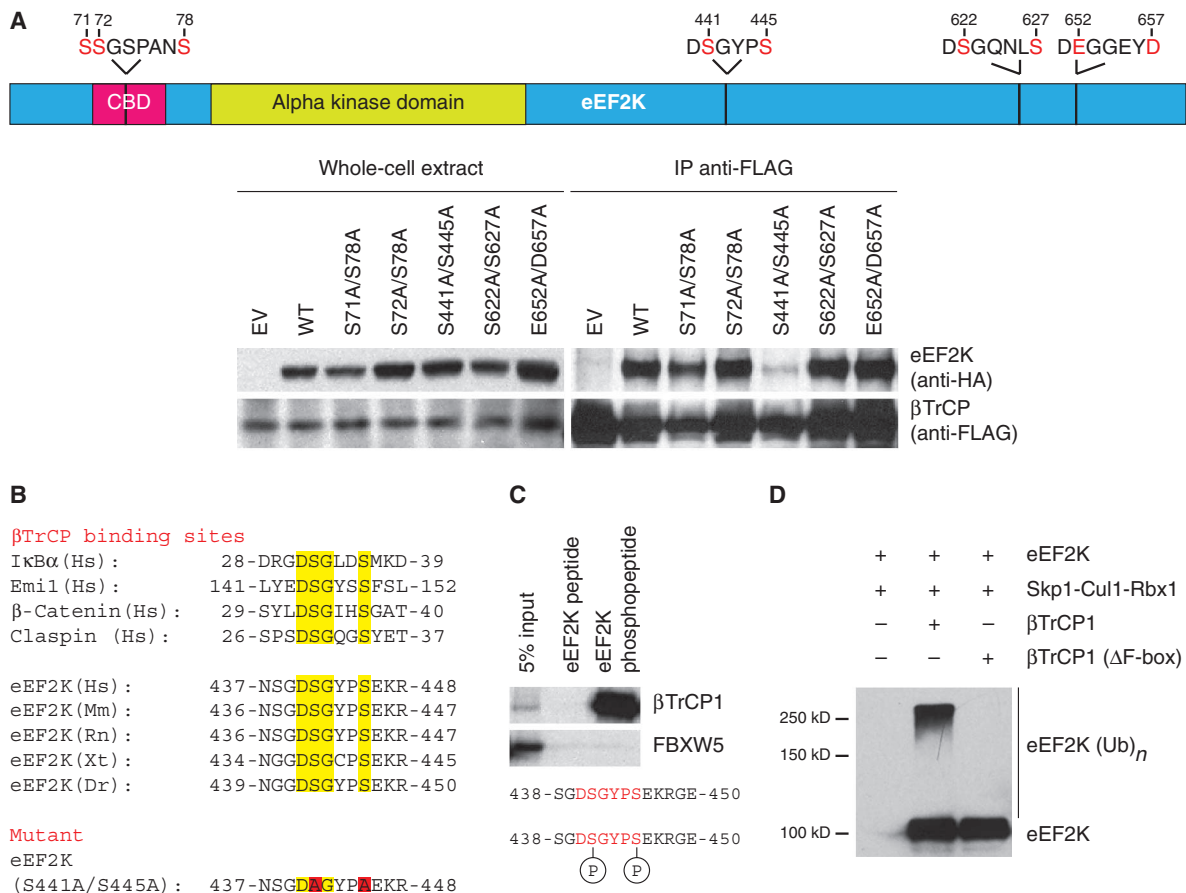 A
71 72 78 441 445 622 627 652 657
SSGSPANS DSGYPS DSGQNLS DEGGEYD
CBD Alpha kinase domain eEF2K
Whole-cell extract IP anti-FLAG
EV WT S71A/S78A S72A/S78A S441A/S445A S622A/S627A E652A/D657A EV WT S71A/S78A S72A/S78A S441A/S445A S622A/S627A E652A/D657A
eEF2K
(anti-HA)
βTrCP
(anti-FLAG)
B
βTrCP binding sites
IκBα(Hs): 28-DRGDSGLDSMKD-39
Emi1(Hs): 141-LYEDSGYSSFSL-152
β-Catenin(Hs): 29-SYLDSGIHSGAT-40
Claspin (Hs): 26-SPSDSGQGSYET-37
eEF2K(Hs): 437-NSGDSGYPSEKR-448
eEF2K(Mm): 436-NSGDSGYPSEKR-447
eEF2K(Rn): 436-NSGDSGYPSEKR-447
eEF2K(Xt): 434-NGGDSGCPSEKR-445
eEF2K(Dr): 439-NGGDSGYPSEKR-450
Mutant
eEF2K
(S441A/S445A): 437-NSGDAGYPAEKR-448
C
5% input
eEF2K peptide
eEF2K
phosphopeptide
βTrCP1
FBXW5
438-SGDSGYPSEKRGE-450
438-SGDSGYPSEKRGE-450
P P
D
+ + + eEF2K
+ + + Skp1-Cul1-Rbx1
– + – βTrCP1
– – + βTrCP1 (ΔF-box)
250 kD
150 kD
eEF2K (Ub)n
100 kD
eEF2K